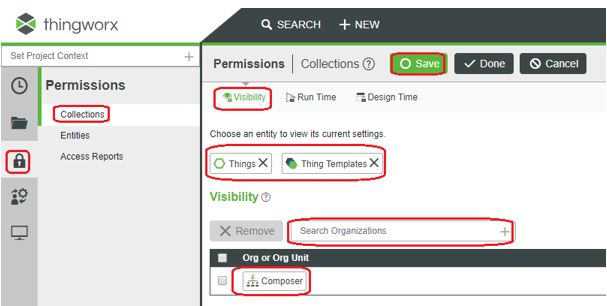 thingworx
SEARCH
NEW
Set Project Context
Permissions
Collections
Entities
Access Reports
Permissions
Collections
Save
Done
Cancel
Visibility
Run Time
Design Time
Choose an entity to view its current settings.
Things
Thing Templates
Visibility
Remove
Search Organizations
Org or Org Unit
Composer